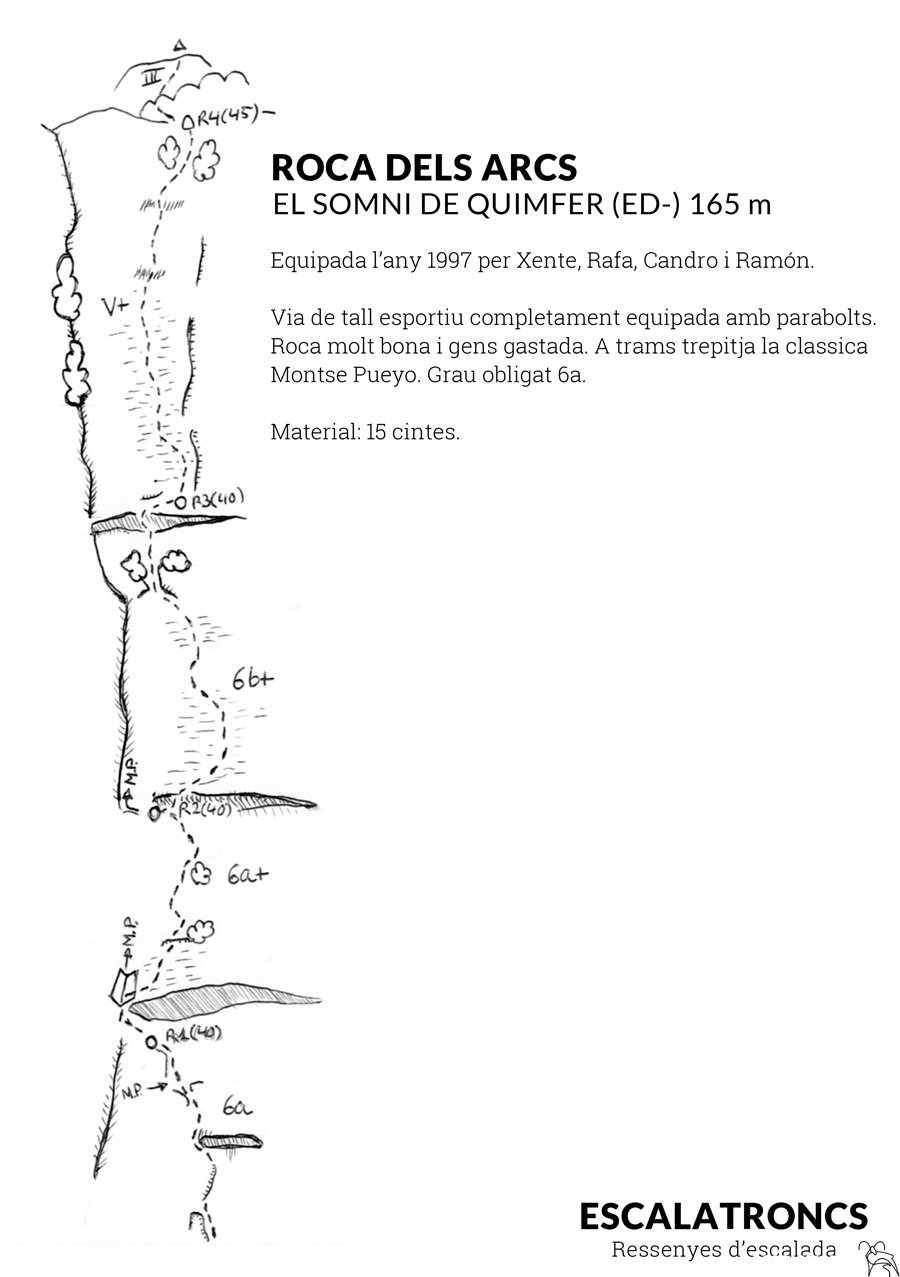 III
R4(45)
ROCA DELS ARCS
EL SOMNI DE QUIMFER (ED-) 165 m
Equipada l’any 1997 per Xente, Rafa, Candro i Ramón.
V+
Via de tall esportiu completament equipada amb parabolts.
Roca molt bona i gens gastada. A trams trepitja la classica
Montse Pueyo. Grau obligat 6a.
Material: 15 cintes.
R3(40)
6b+
M.P.
R2(40)
6a+
M.P.
R1(40)
M.P.
6a
ESCALATRONCS
Ressenyes d’escalada